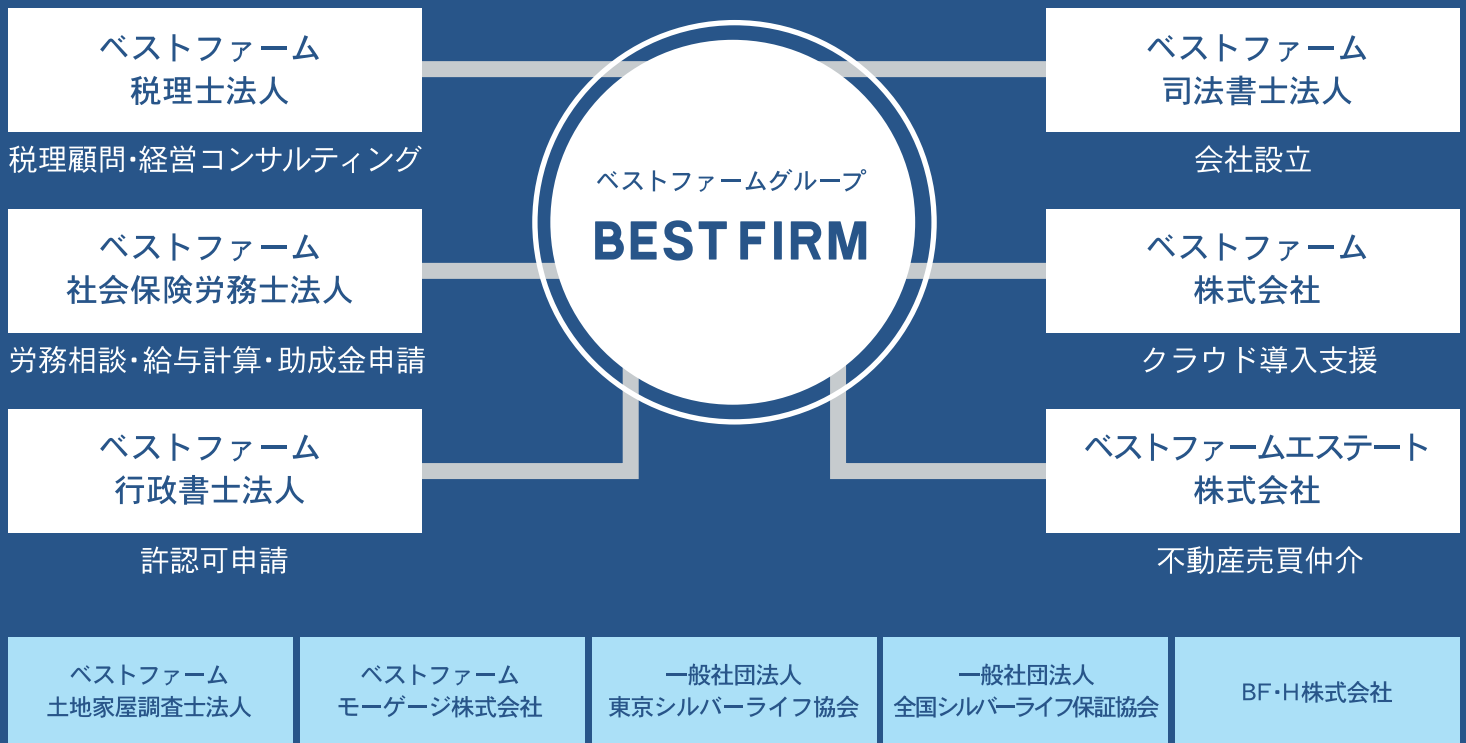 ベストファーム
税理士法人
税理顧問・経営コンサルティング
ベストファーム
社会保険労務士法人
労務相談・給与計算・助成金申請
ベストファーム
行政書士法人
許認可申請
ベストファームグループ
BEST FIRM
ベストファーム
司法書士法人
会社設立
ベストファーム
株式会社
クラウド導入支援
ベストファームエステート
株式会社
不動産売買仲介
ベストファーム
土地家屋調査士法人
ベストファーム
モーゲージ株式会社
一般社団法人
東京シルバーライフ協会
一般社団法人
全国シルバーライフ保証協会
BF・H株式会社